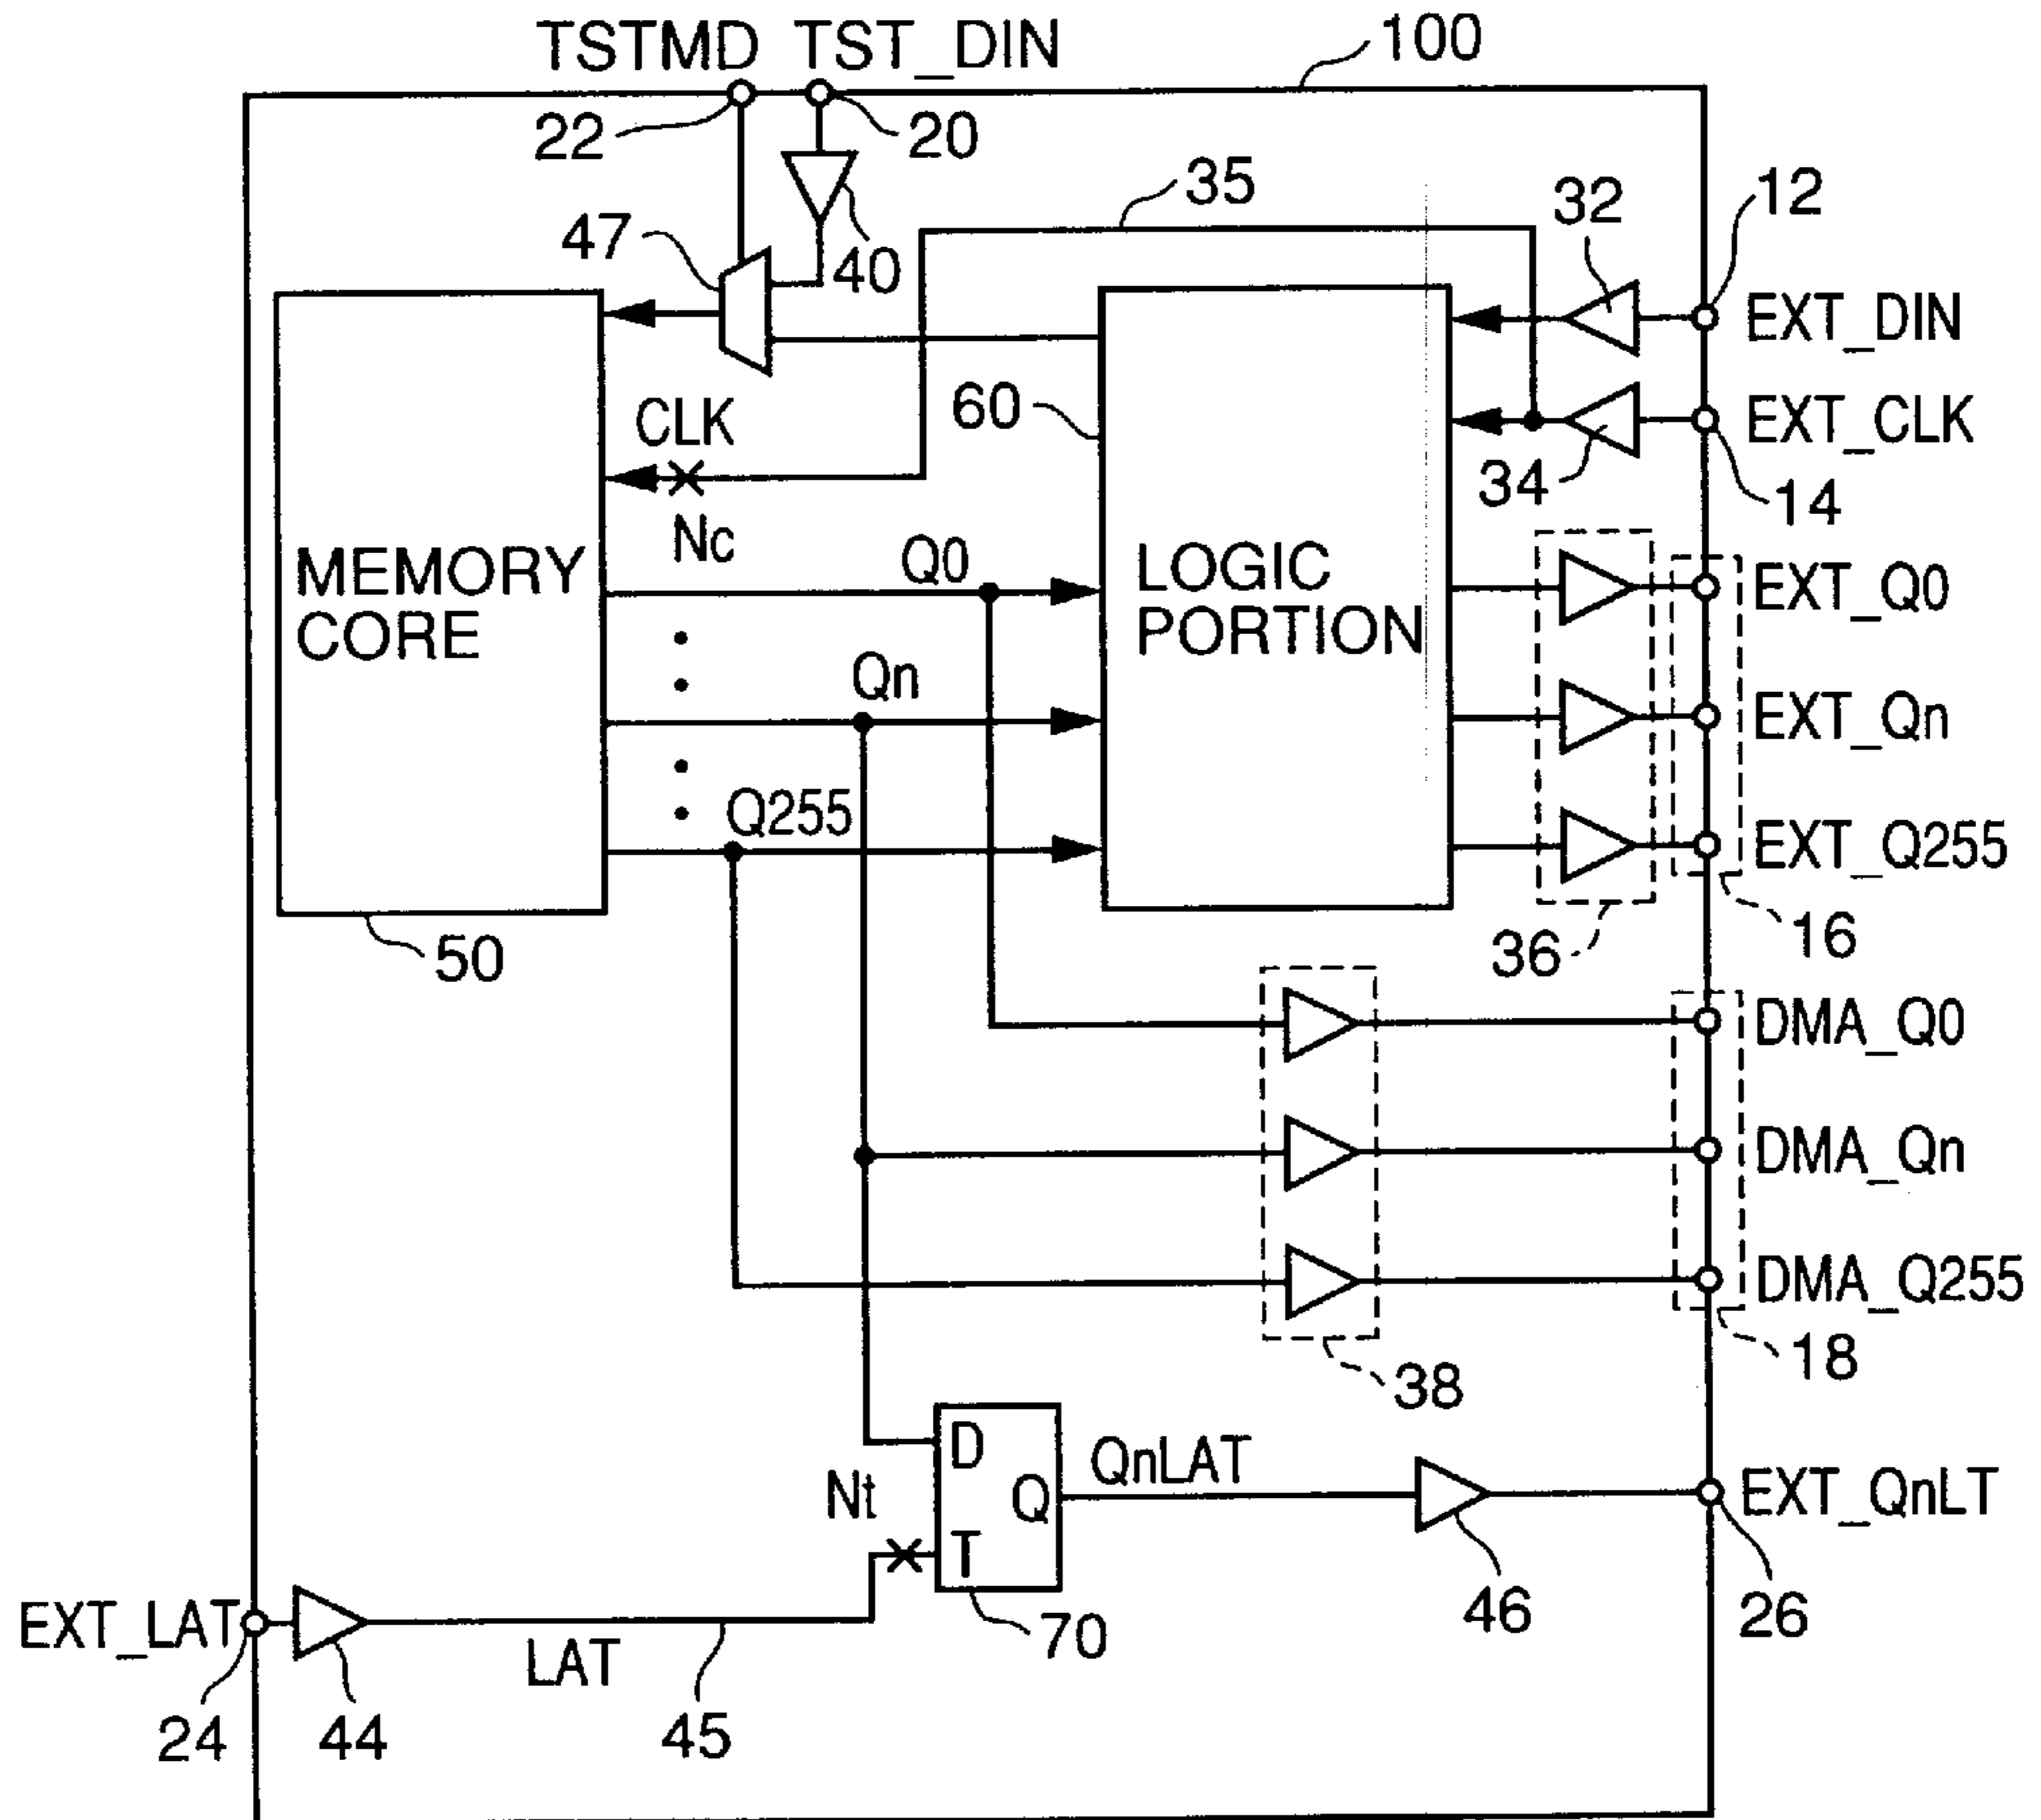 TSTMD TST_DIN 100
22 20
35 12
32
47 40
EXT_DIN
60
CLK EXT_CLK
34 14
Nc
MEMORY CORE
Q0
LOGIC PORTION
EXT_Q0
Qn EXT_Qn
Q255 EXT_Q255
50 36 16
DMA_Q0
DMA_Qn
DMA_Q255
38 18
D
Nt Q QnLAT EXT_QnLT
T
EXT_LAT
LAT 70 46 26
24 44 45